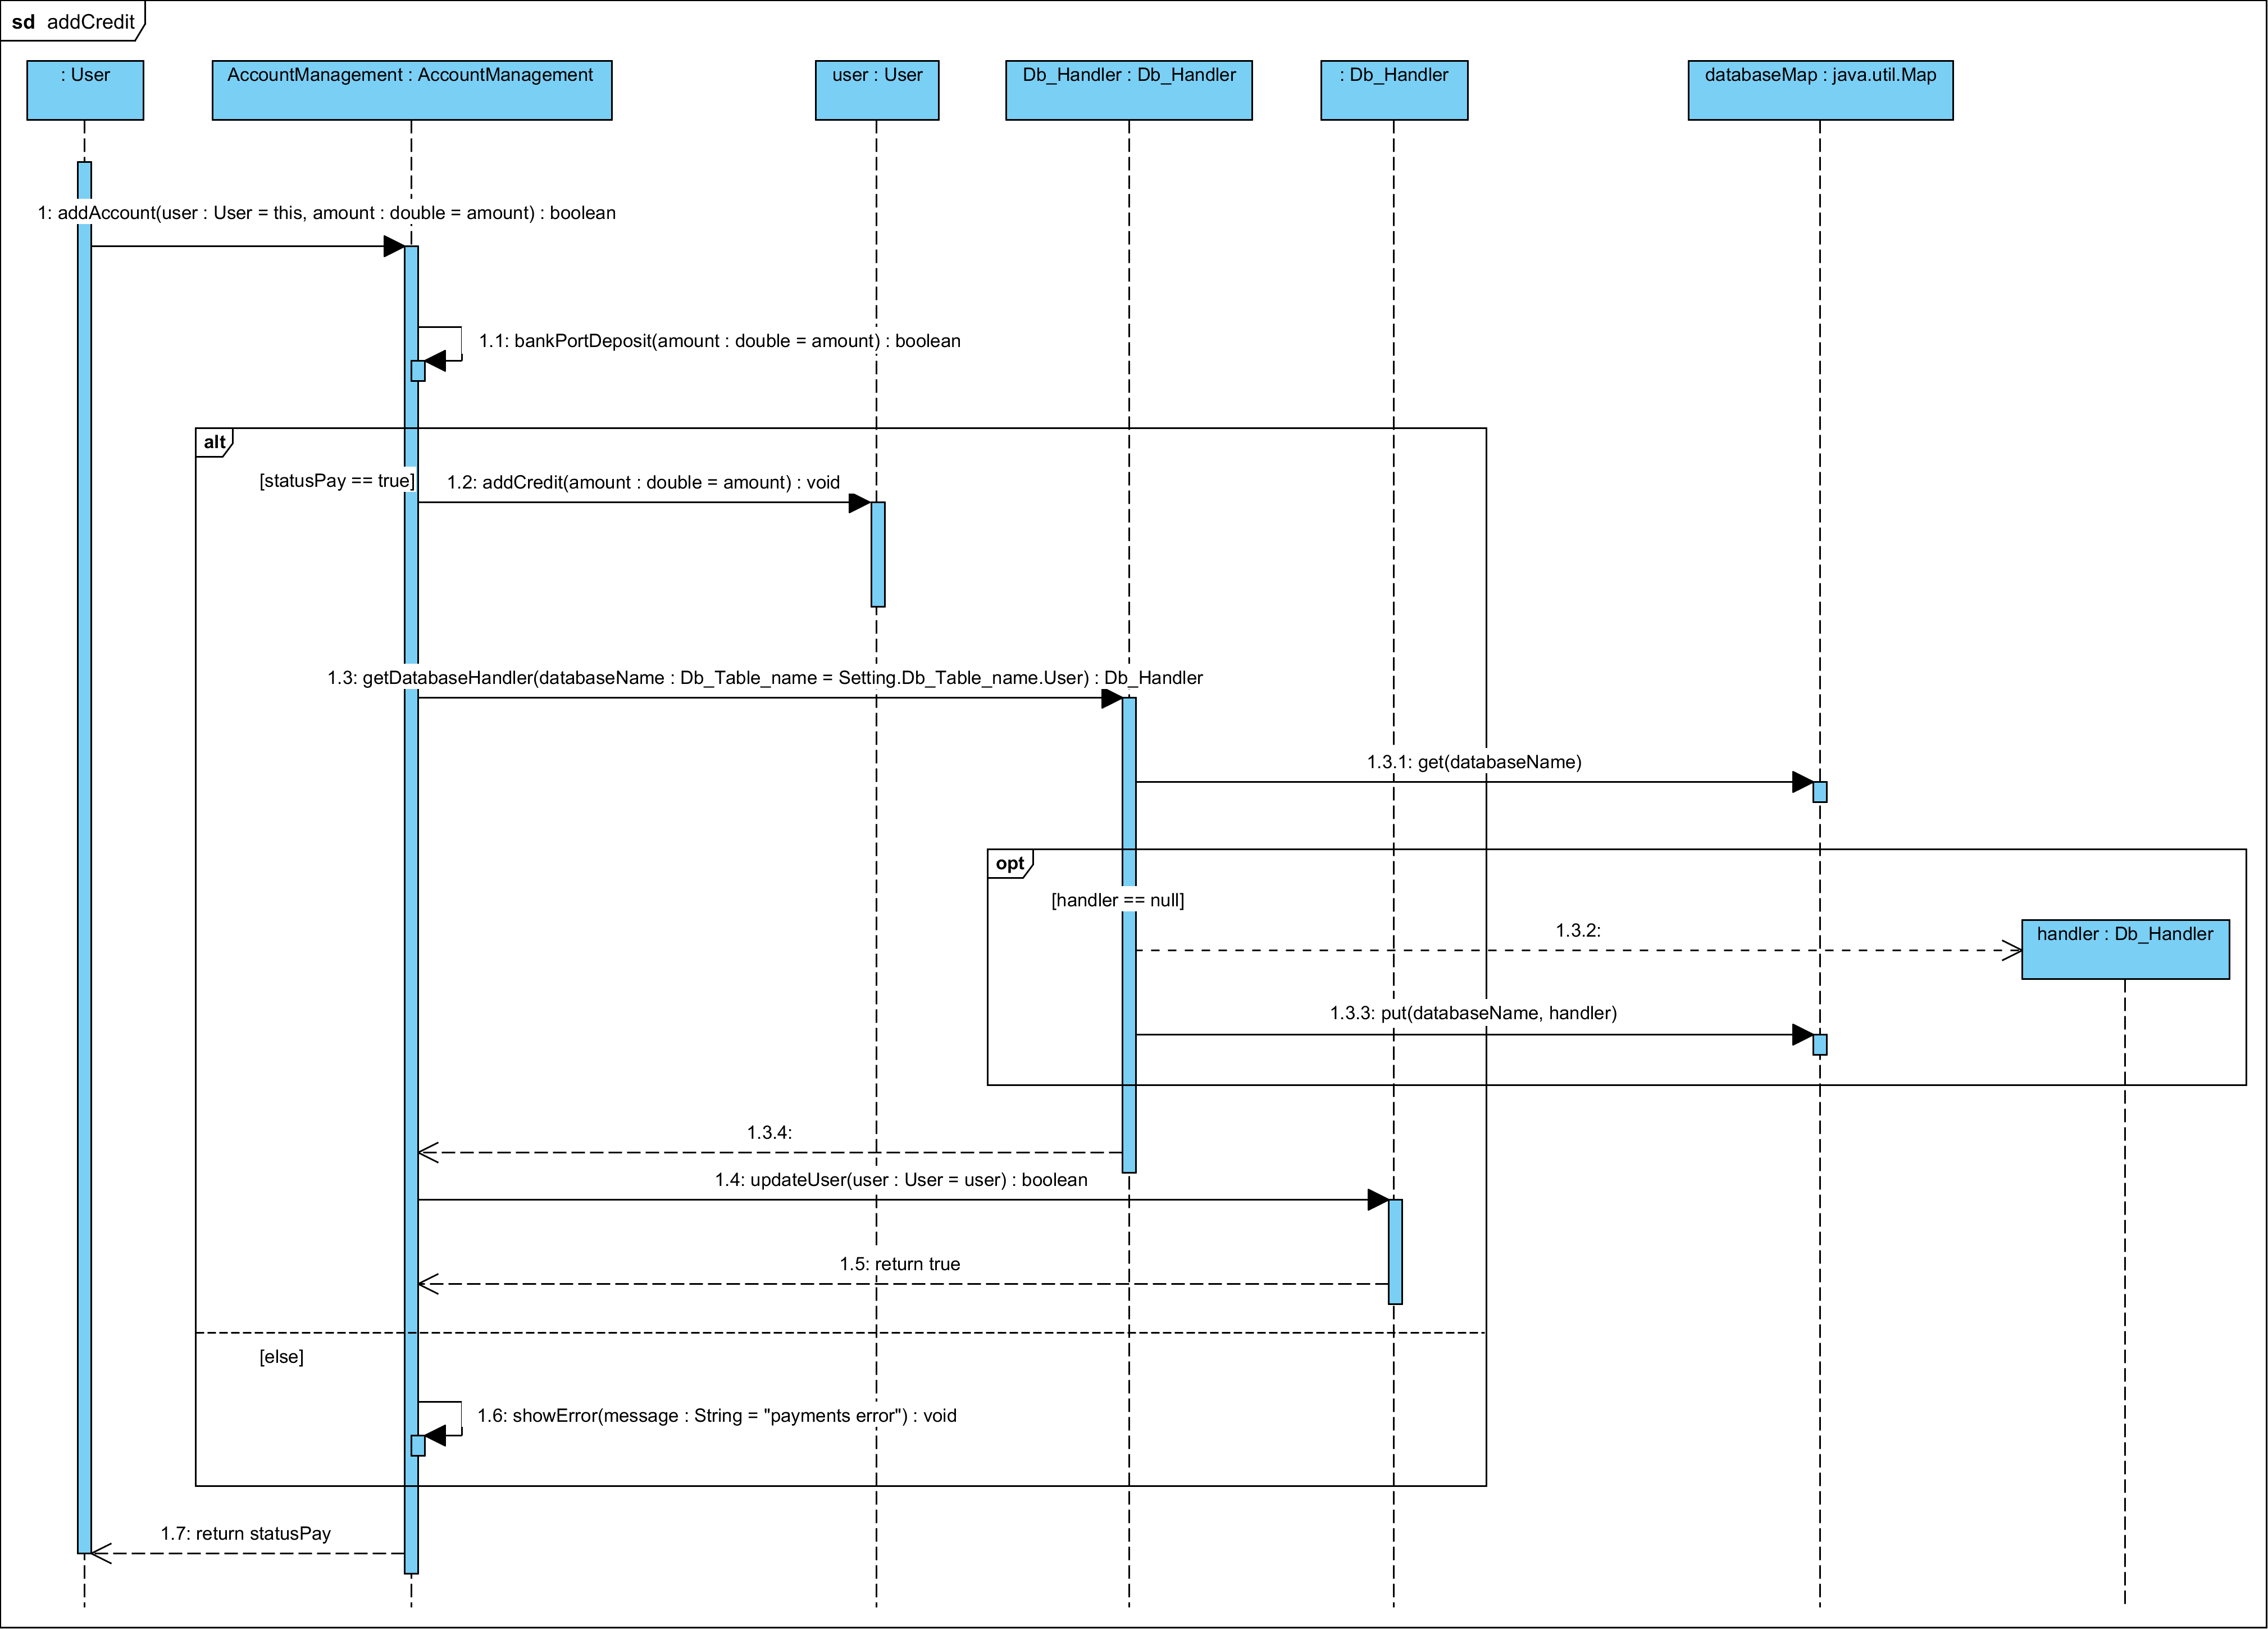 sd addCredit
: User
AccountManagement : AccountManagement
user : User
Db_Handler : Db_Handler
: Db_Handler
databaseMap : java.util.Map
1: addAccount(user : User = this, amount : double = amount) : boolean
1.1: bankPortDeposit(amount : double = amount) : boolean
alt
[statusPay == true]
1.2: addCredit(amount : double = amount) : void
1.3: getDatabaseHandler(databaseName : Db_Table_name = Setting.Db_Table_name.User) : Db_Handler
1.3.1: get(databaseName)
opt
[handler == null]
1.3.2:
handler : Db_Handler
1.3.3: put(databaseName, handler)
1.3.4:
1.4: updateUser(user : User = user) : boolean
1.5: return true
[else]
1.6: showError(message : String = "payments error") : void
1.7: return statusPay